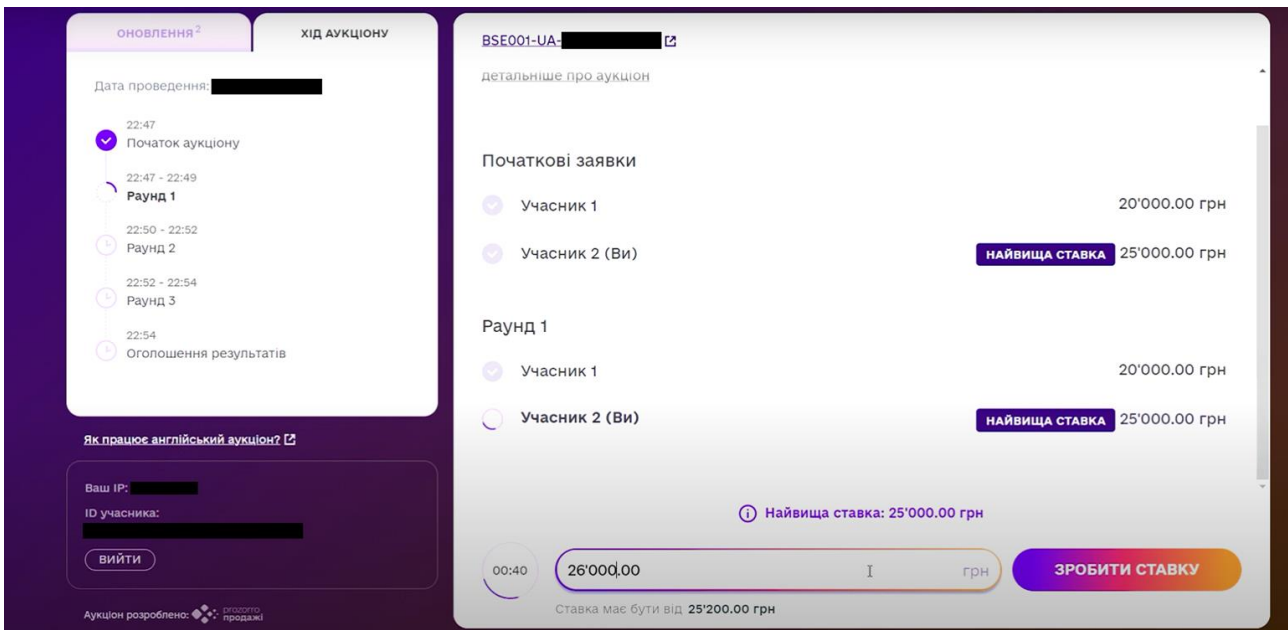 ОНОВЛЕННЯ2
ХІД АУКЦІОНУ
Дата проведення:
22:47
Початок аукціону
22:47 - 22:49
Раунд 1
22:50 - 22:52
Раунд 2
22:52 - 22:54
Раунд 3
22:54
Оголошення результатів
Як працює англійський аукціон?
Ваш IP:
ID учасника:
ВИЙТИ
Аукціон розроблено: prozorro продажі
BSE001-UA-
детальніше про аукціон
Початкові заявки
Учасник 1 20'000.00 грн
Учасник 2 (Ви) НАЙВИЩА СТАВКА 25'000.00 грн
Раунд 1
Учасник 1 20'000.00 грн
Учасник 2 (Ви) НАЙВИЩА СТАВКА 25'000.00 грн
Найвища ставка: 25'000.00 грн
00:40 26'000.00 грн ЗРОБИТИ СТАВКУ
Ставка має бути від 25'200.00 грн